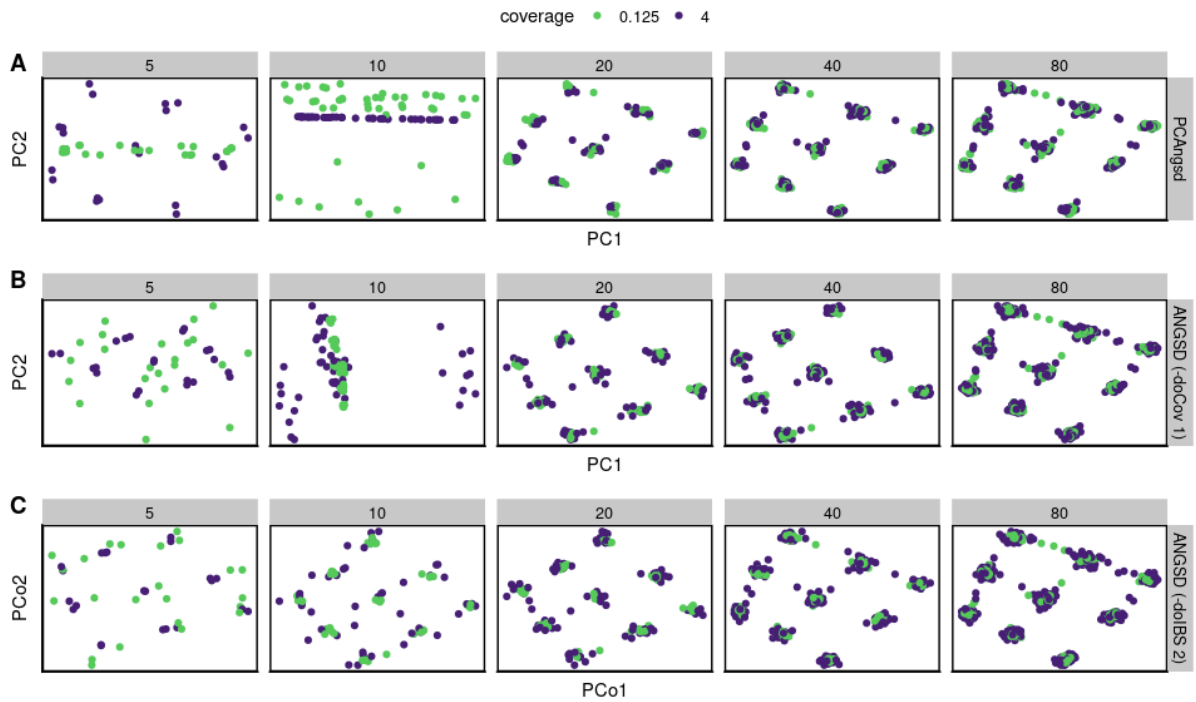 coverage 0.125 4
A
5 10 20 40 80
PC2
PCAngsd
PC1
B
5 10 20 40 80
PC2
ANGSD (-doCov 1)
PC1
C
5 10 20 40 80
PCo2
ANGSD (-doIBS 2)
PCo1